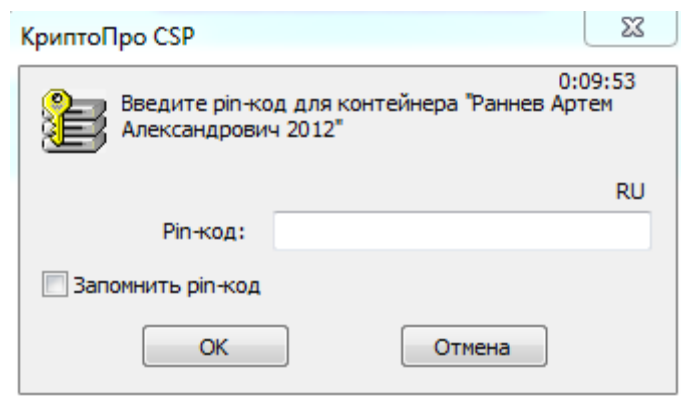 КриптоПро CSP
0:09:53
Введите pin-код для контейнера "Раннев Артем
Александрович 2012"
RU
Pin-код:
Запомнить pin-код
OK
Отмена